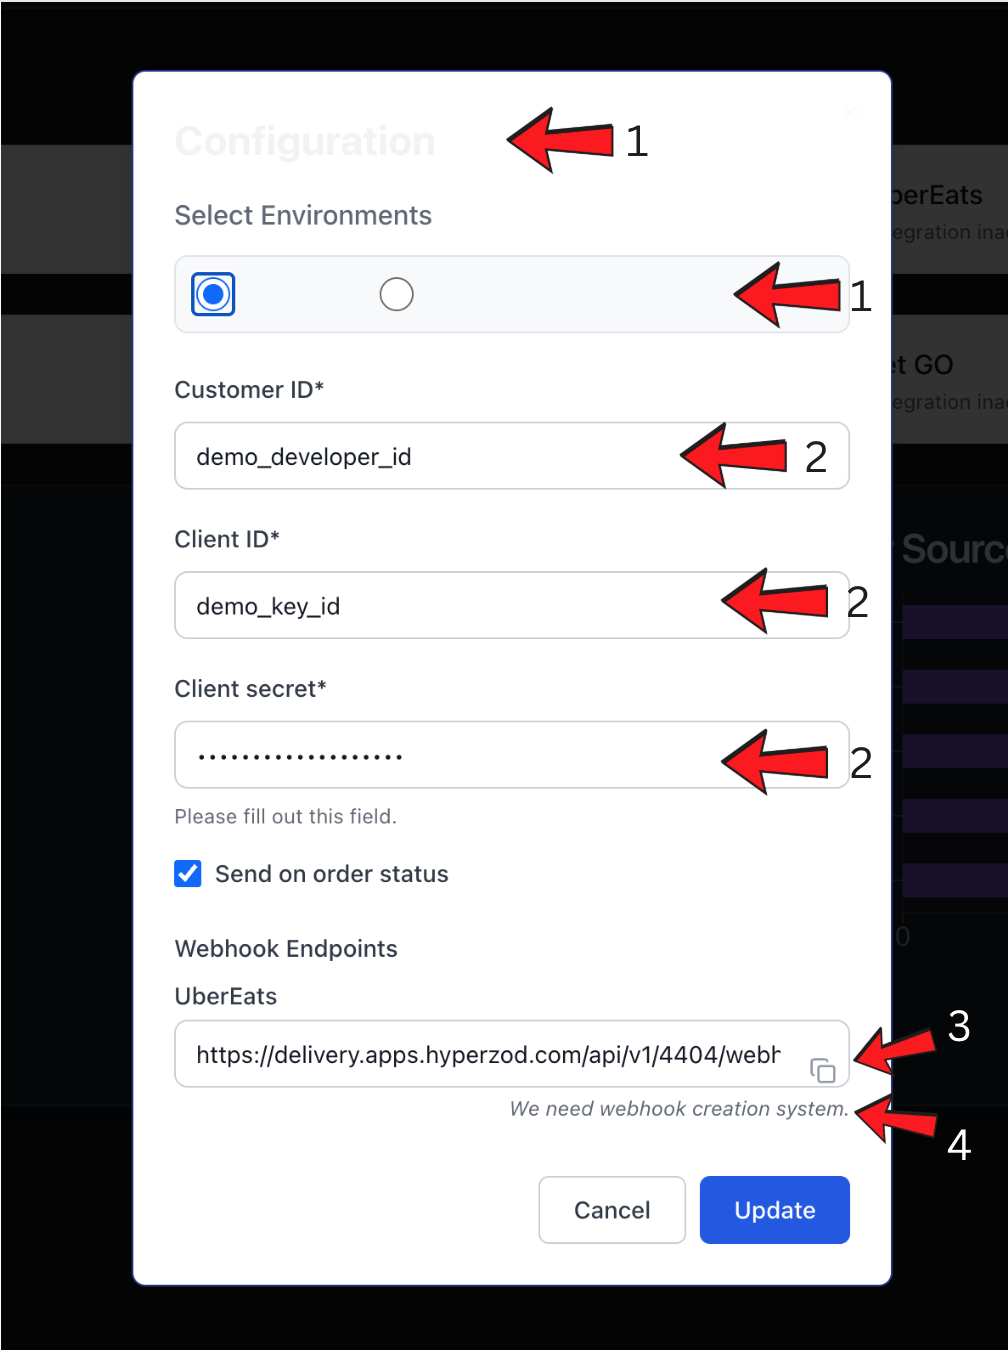 Configuration
1
Select Environments
1
berEats
egration ina
Customer ID*
et GO
egration ina
demo_developer_id
2
Client ID*
Sourc
demo_key_id
2
Client secret*
•••••••••••••••••••
2
Please fill out this field.
Send on order status
0
Webhook Endpoints
UberEats
3
https://delivery.apps.hyperzod.com/api/v1/4404/webh
We need webhook creation system.
4
Cancel
Update